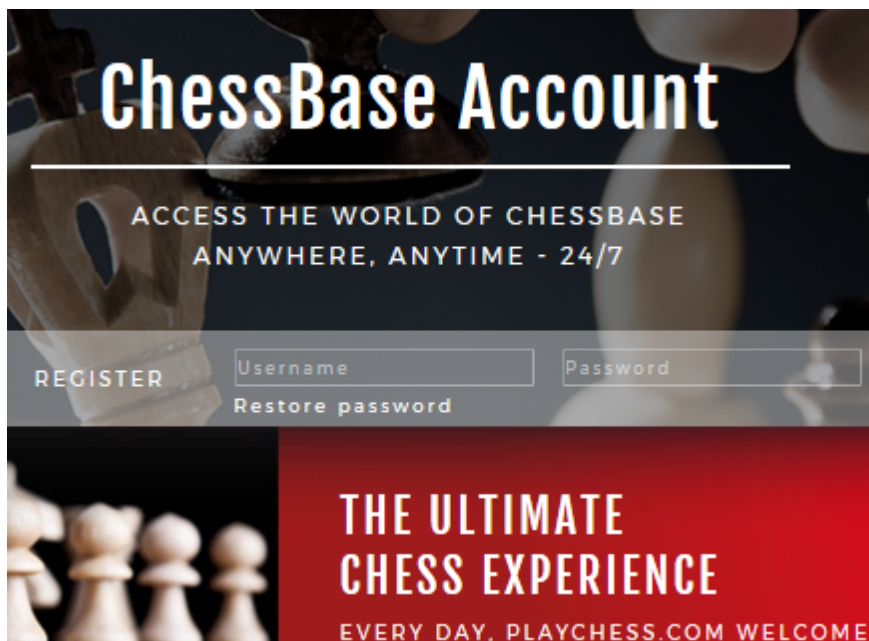 ChessBase Account
ACCESS THE WORLD OF CHESSBASE
ANYWHERE, ANYTIME - 24/7
REGISTER Username Password
Restore password
THE ULTIMATE
CHESS EXPERIENCE
EVERY DAY, PLAYCHESS.COM WELCOME